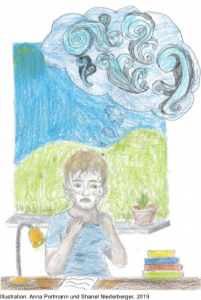 Illustration: Anna Portmann und Shanel Niederberger, 2019